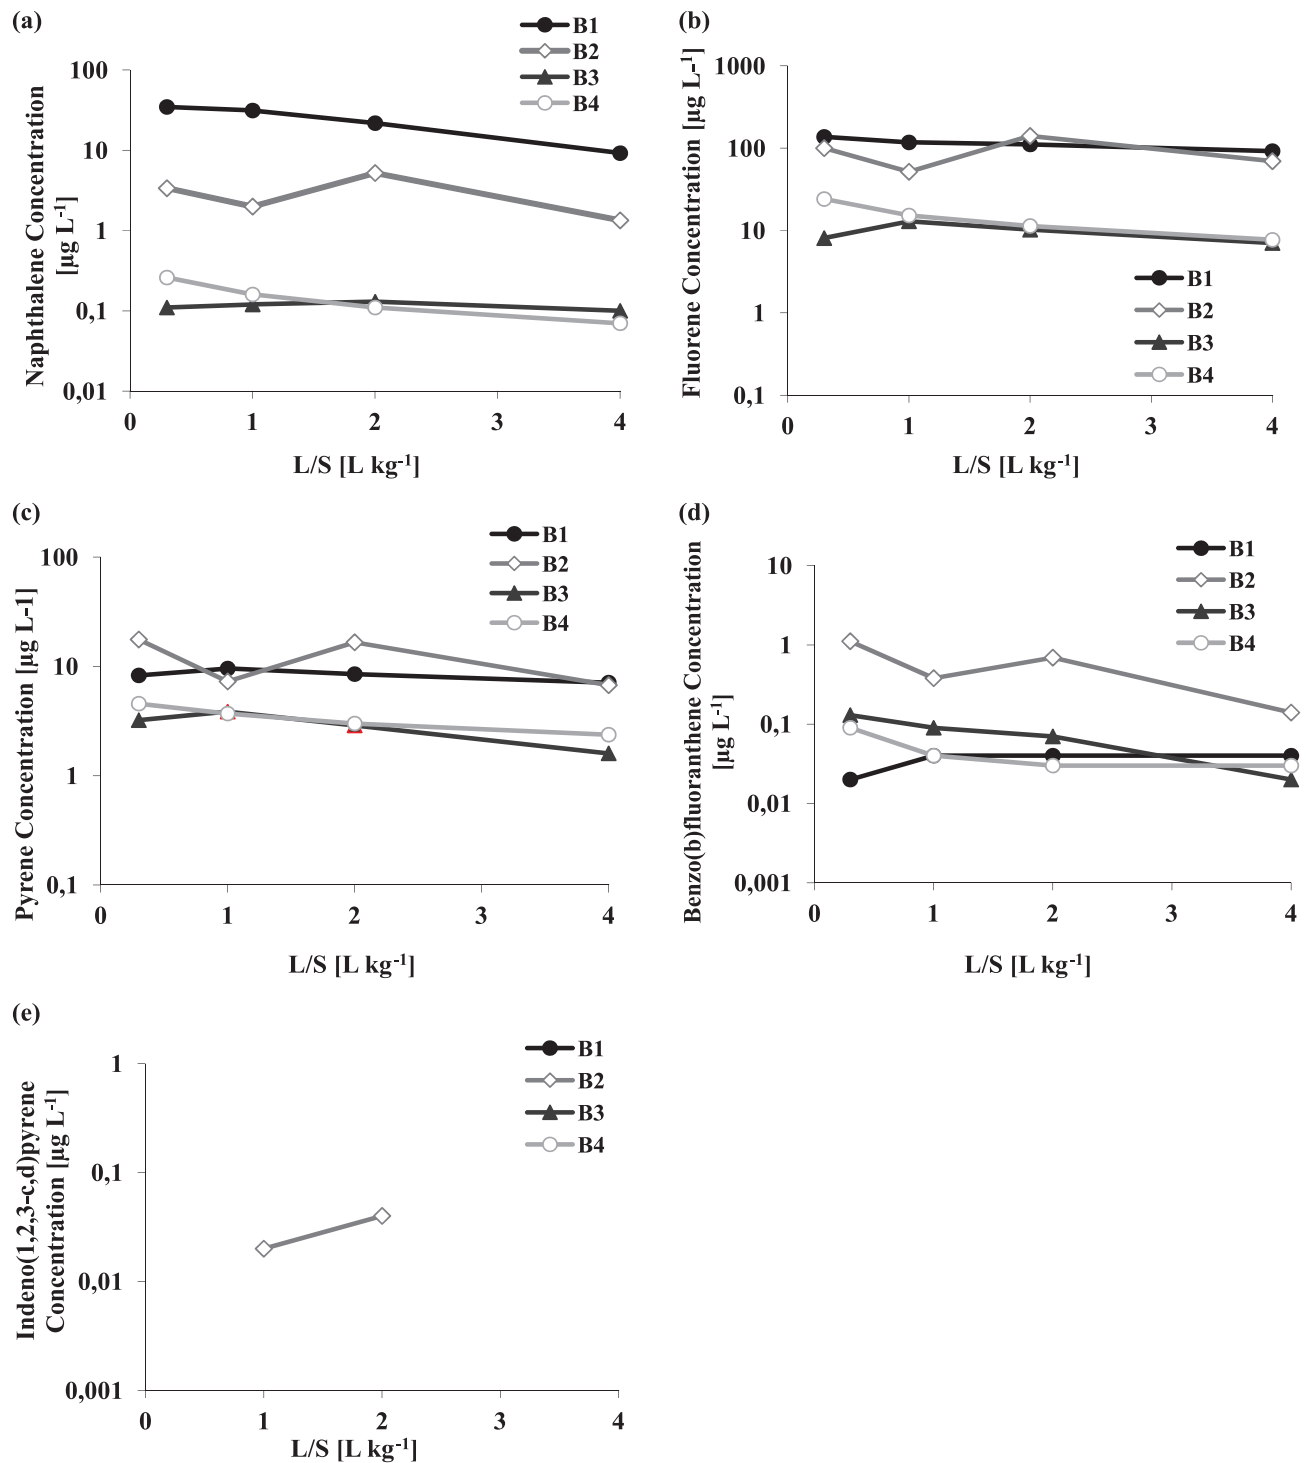 (a)
B1
B2
B3
B4
100
10
1
0,1
0,01
0 1 2 3 4
Naphthalene Concentration
[µg L-1]
L/S [L kg-1]
(b)
1000
100
10
1
0,1
0 1 2 3 4
B1
B2
B3
B4
Fluorene Concentration [µg L-1]
L/S [L kg-1]
(c)
B1
B2
B3
B4
100
10
1
0,1
0 1 2 3 4
Pyrene Concentration [µg L-1]
L/S [L kg-1]
(d)
B1
B2
B3
B4
10
1
0,1
0,01
0,001
0 1 2 3 4
Benzo(b)fluoranthene Concentration
[µg L-1]
L/S [L kg-1]
(e)
B1
B2
B3
B4
1
0,1
0,01
0,001
0 1 2 3 4
Indeno(1,2,3-c,d)pyrene
Concentration [µg L-1]
L/S [L kg-1]